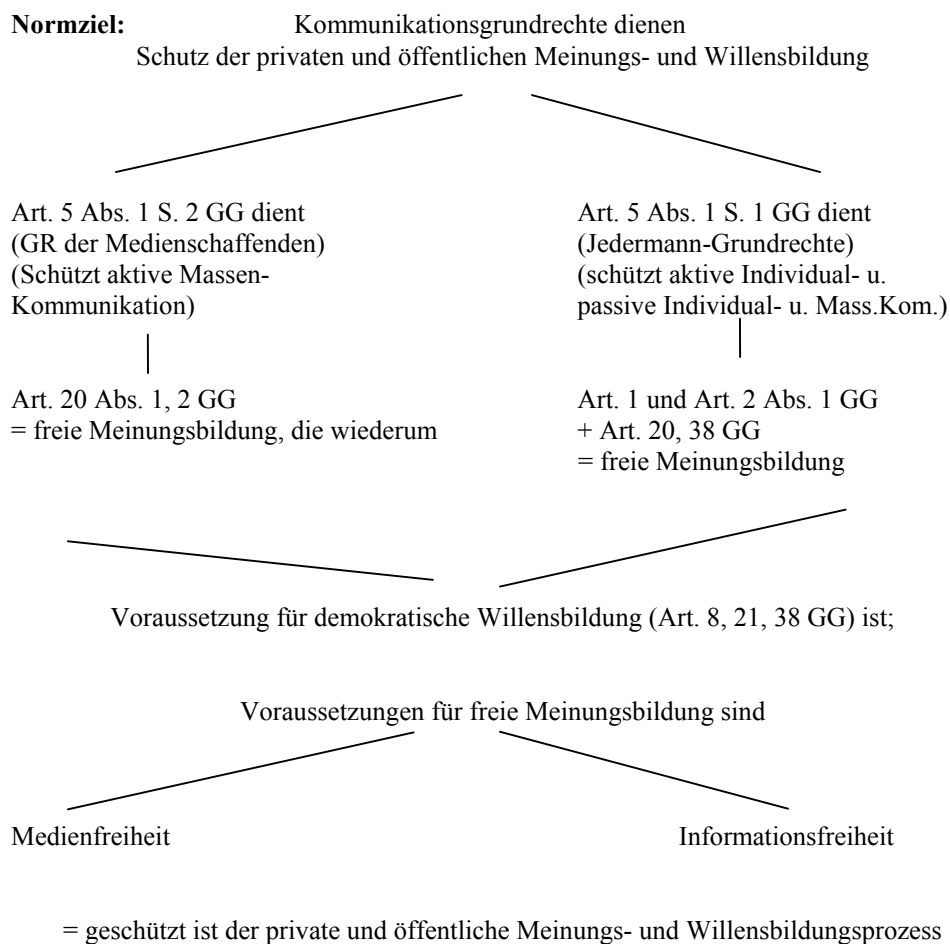 Normziel: Kommunikationsgrundrechte dienen
Schutz der privaten und öffentlichen Meinungs- und Willensbildung
Art. 5 Abs. 1 S. 2 GG dient
(GR der Medienschaffenden)
(Schützt aktive Massen-
Kommunikation)
Art. 5 Abs. 1 S. 1 GG dient
(Jedermann-Grundrechte)
(schützt aktive Individual- u.
passive Individual- u. Mass.Kom.)
Art. 20 Abs. 1, 2 GG
= freie Meinungsbildung, die wiederum
Art. 1 und Art. 2 Abs. 1 GG
+ Art. 20, 38 GG
= freie Meinungsbildung
Voraussetzung für demokratische Willensbildung (Art. 8, 21, 38 GG) ist;
Voraussetzungen für freie Meinungsbildung sind
Medienfreiheit
Informationsfreiheit
= geschützt ist der private und öffentliche Meinungs- und Willensbildungsprozess